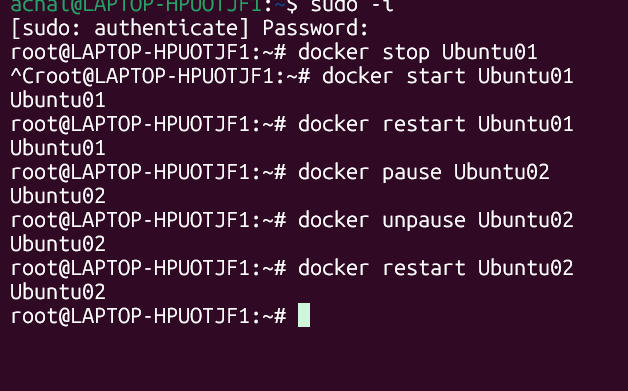 achal@LAPTOP-HPUOTJF1:~$ sudo -i
[sudo: authenticate] Password:
root@LAPTOP-HPUOTJF1:~# docker stop Ubuntu01
^Croot@LAPTOP-HPUOTJF1:~# docker start Ubuntu01
Ubuntu01
root@LAPTOP-HPUOTJF1:~# docker restart Ubuntu01
Ubuntu01
root@LAPTOP-HPUOTJF1:~# docker pause Ubuntu02
Ubuntu02
root@LAPTOP-HPUOTJF1:~# docker unpause Ubuntu02
Ubuntu02
root@LAPTOP-HPUOTJF1:~# docker restart Ubuntu02
Ubuntu02
root@LAPTOP-HPUOTJF1:~#